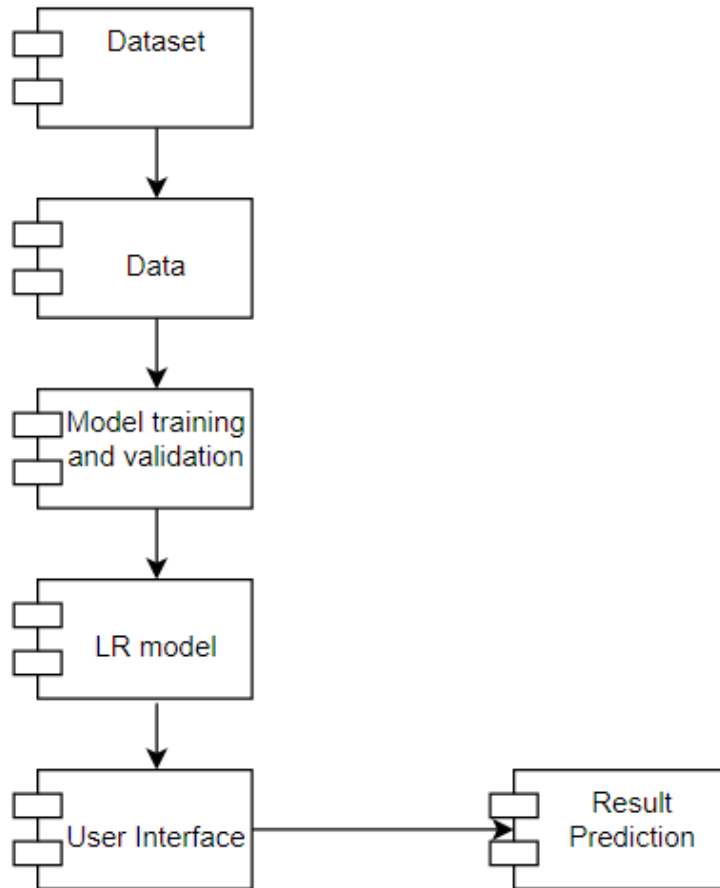 Dataset
Data
Model training
and validation
LR model
User Interface
Result
Prediction